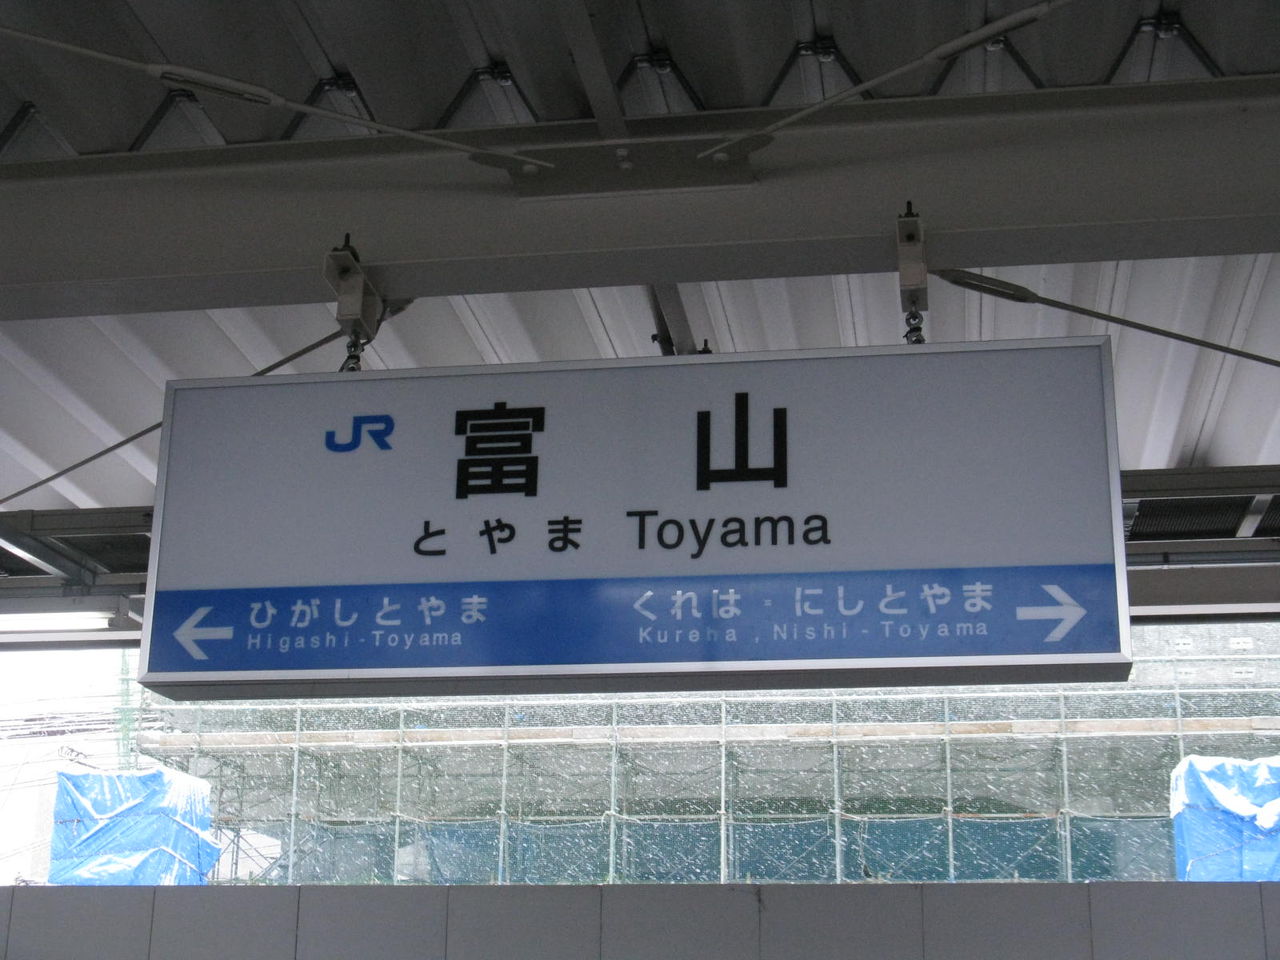 JR 富山
とやま Toyama
← ひがしとやま くれは・にしとやま →
Higashi-Toyama Kureha, Nishi-Toyama